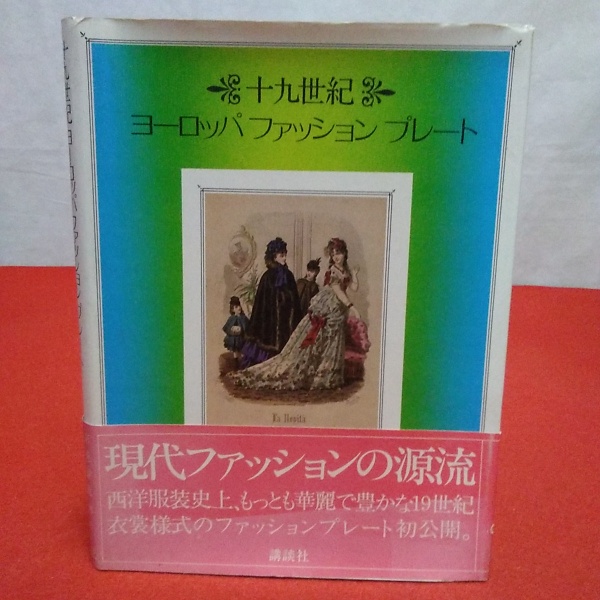 十九世紀
ヨーロッパ ファッション プレート
La Novità
現代ファッションの源流
西洋服装史上、もっとも華麗で豊かな19世紀
衣裳様式のファッションプレート初公開。
講談社